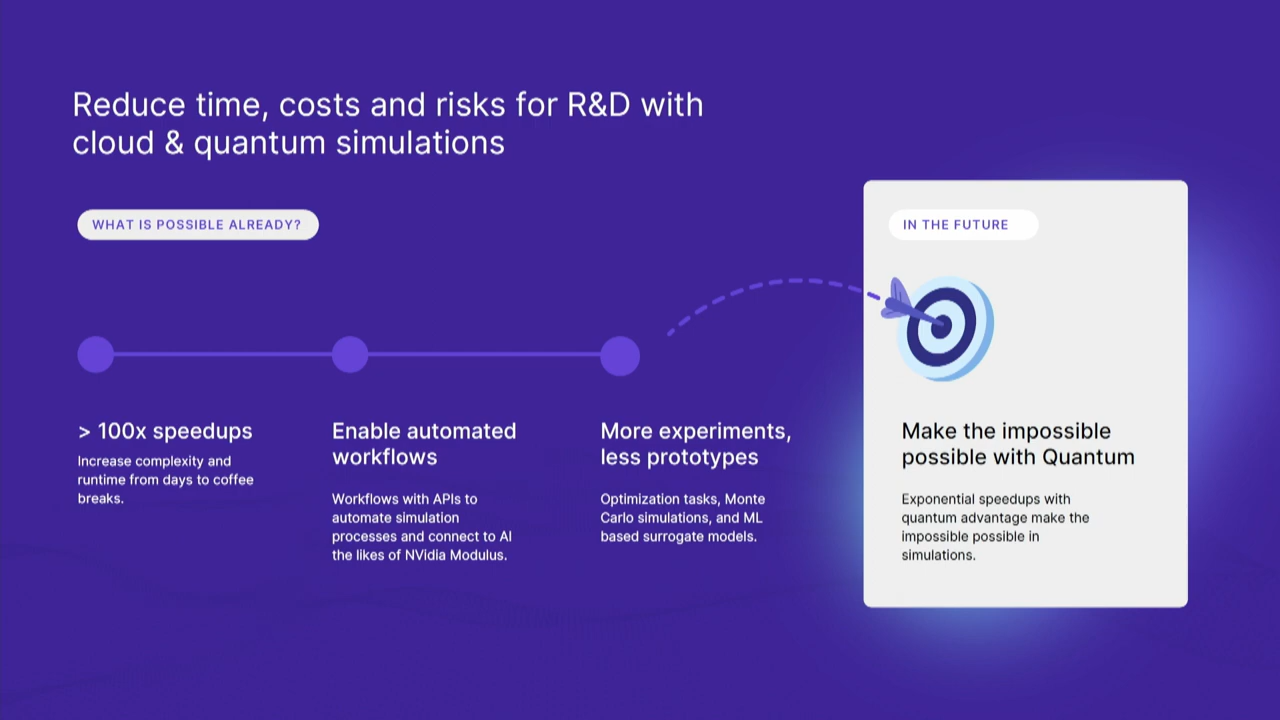 Reduce time, costs and risks for R&D with
cloud & quantum simulations
WHAT IS POSSIBLE ALREADY?
> 100x speedups
Increase complexity and
runtime from days to coffee
breaks.
Enable automated
workflows
Workflows with APIs to
automate simulation
processes and connect to AI
the likes of NVidia Modulus.
More experiments,
less prototypes
Optimization tasks, Monte
Carlo simulations, and ML
based surrogate models.
IN THE FUTURE
Make the impossible
possible with Quantum
Exponential speedups with
quantum advantage make the
impossible possible in
simulations.